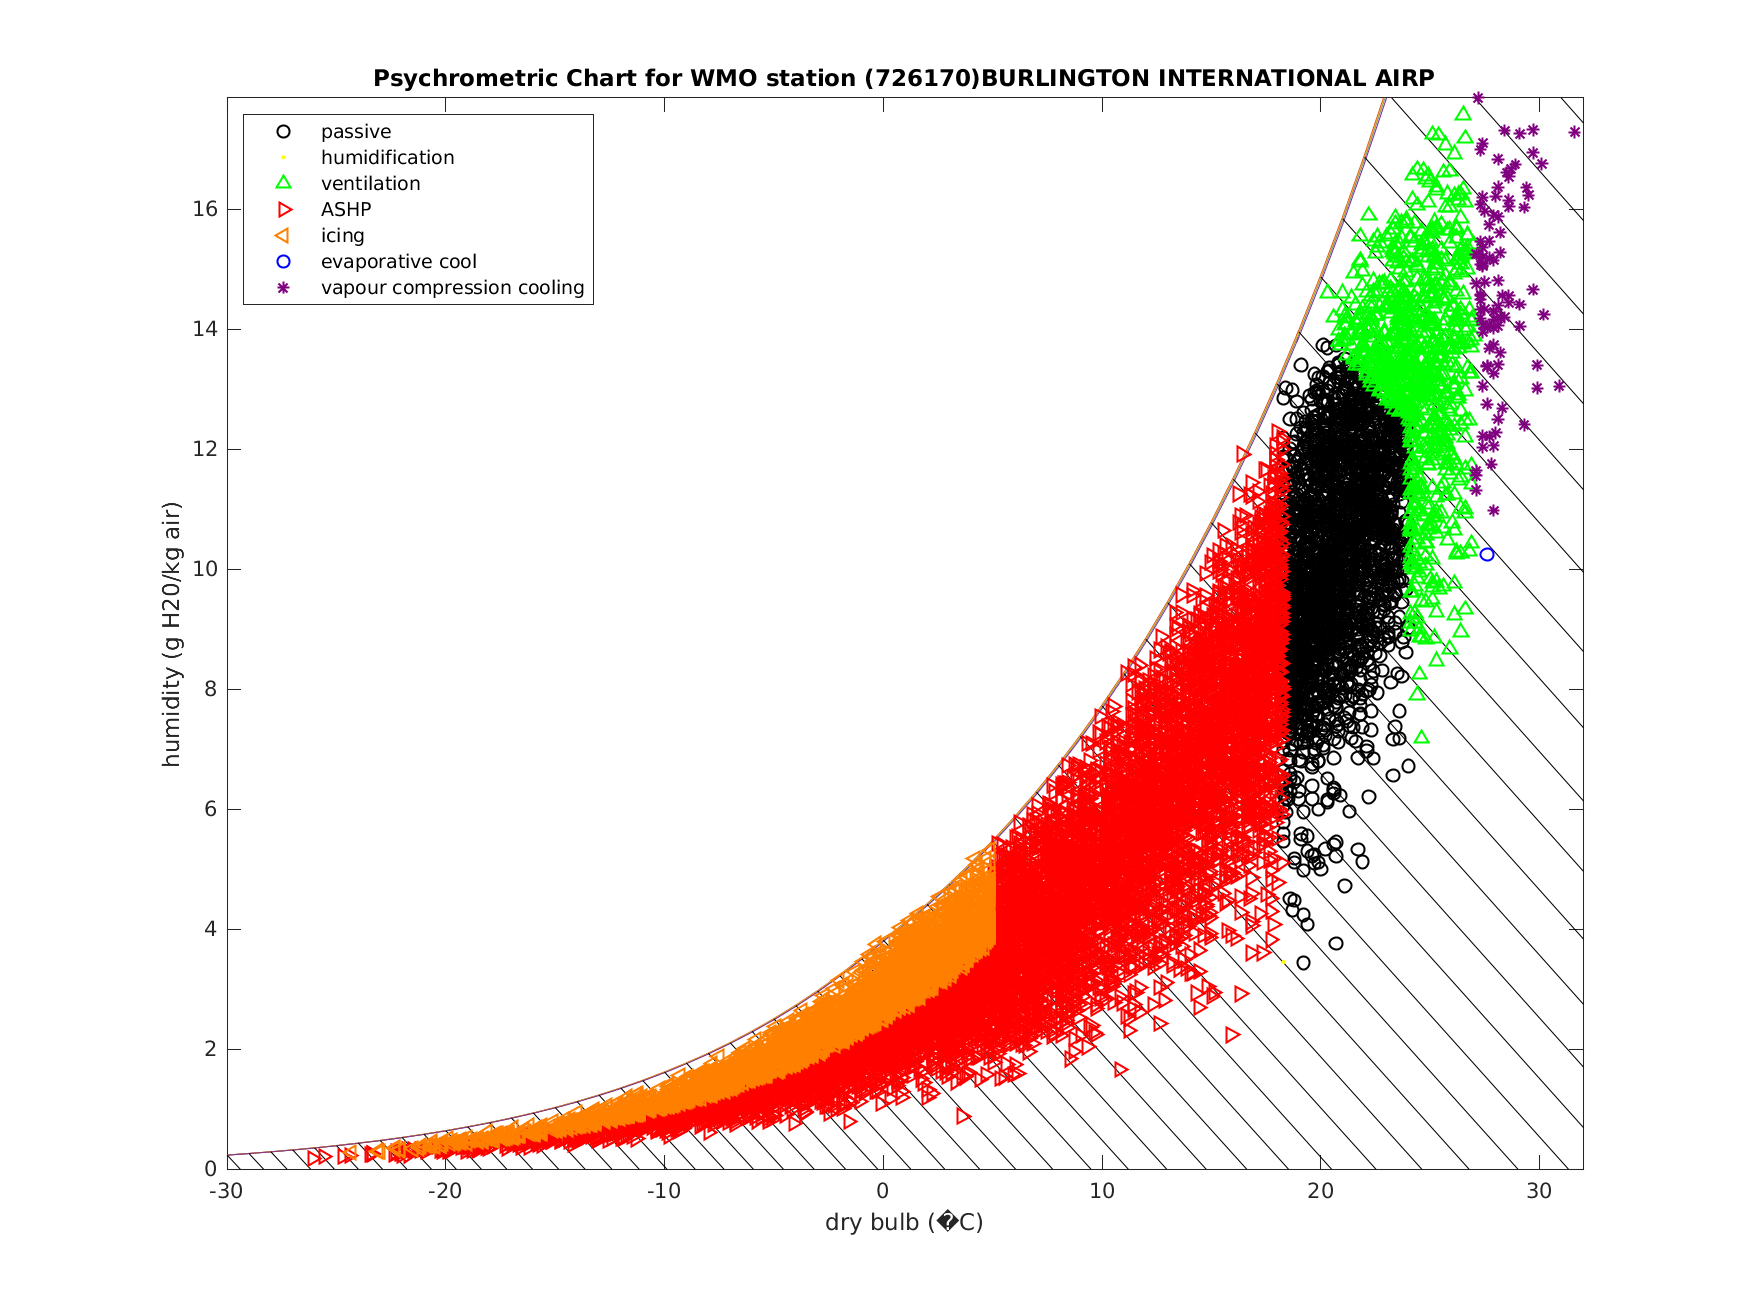 Psychrometric Chart for WMO station (726170)BURLINGTON INTERNATIONAL AIRP
passive
humidification
ventilation
ASHP
icing
evaporative cool
vapour compression cooling
humidity (g H20/kg air)
16
14
12
10
8
6
4
2
0
-30 -20 -10 0 10 20 30
dry bulb (�C)